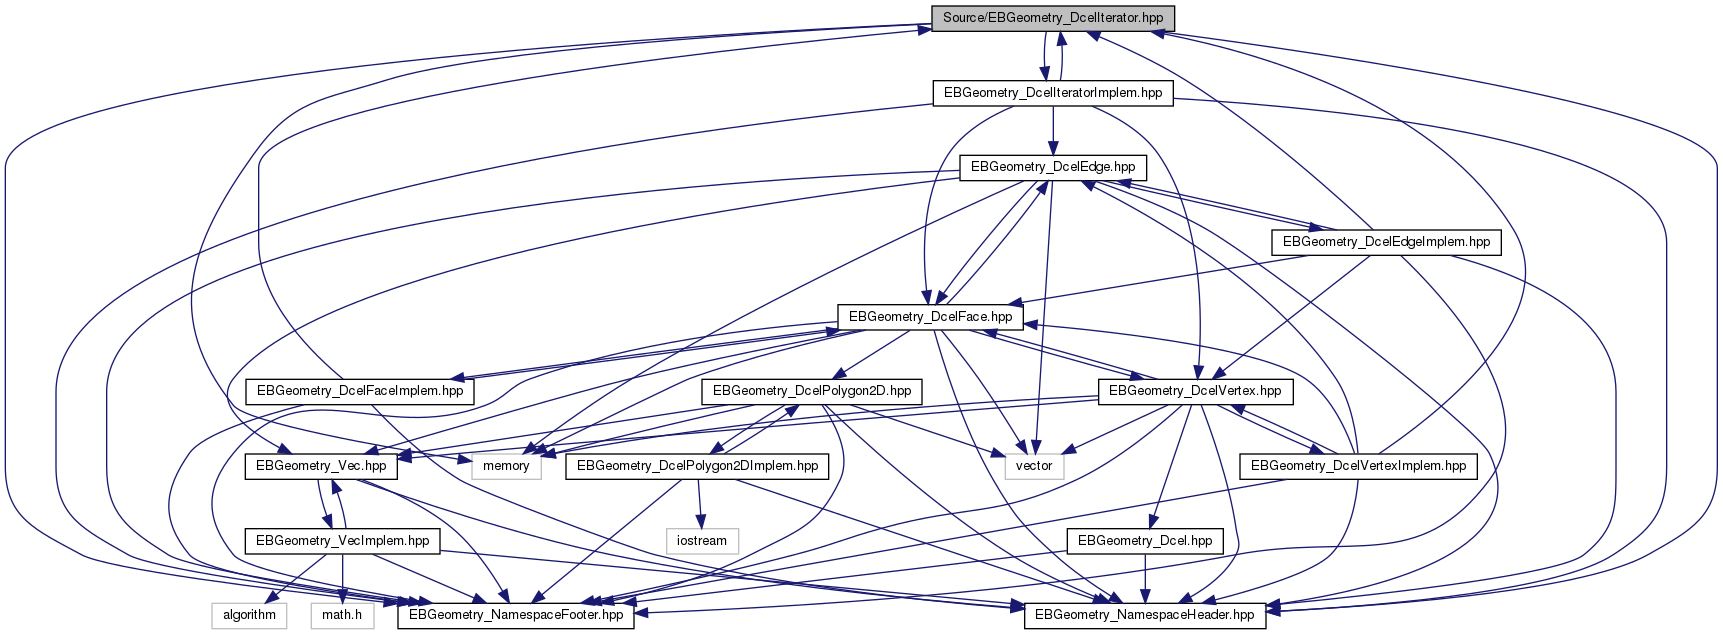 Source/EBGeometry_DcelIterator.hpp
EBGeometry_DcelIteratorImplem.hpp
EBGeometry_DcelEdge.hpp
EBGeometry_DcelEdgeImplem.hpp
EBGeometry_DcelFace.hpp
EBGeometry_DcelFaceImplem.hpp
EBGeometry_DcelPolygon2D.hpp
EBGeometry_DcelVertex.hpp
EBGeometry_Vec.hpp
memory
EBGeometry_DcelPolygon2DImplem.hpp
vector
EBGeometry_DcelVertexImplem.hpp
EBGeometry_VecImplem.hpp
iostream
EBGeometry_Dcel.hpp
algorithm
math.h
EBGeometry_NamespaceFooter.hpp
EBGeometry_NamespaceHeader.hpp